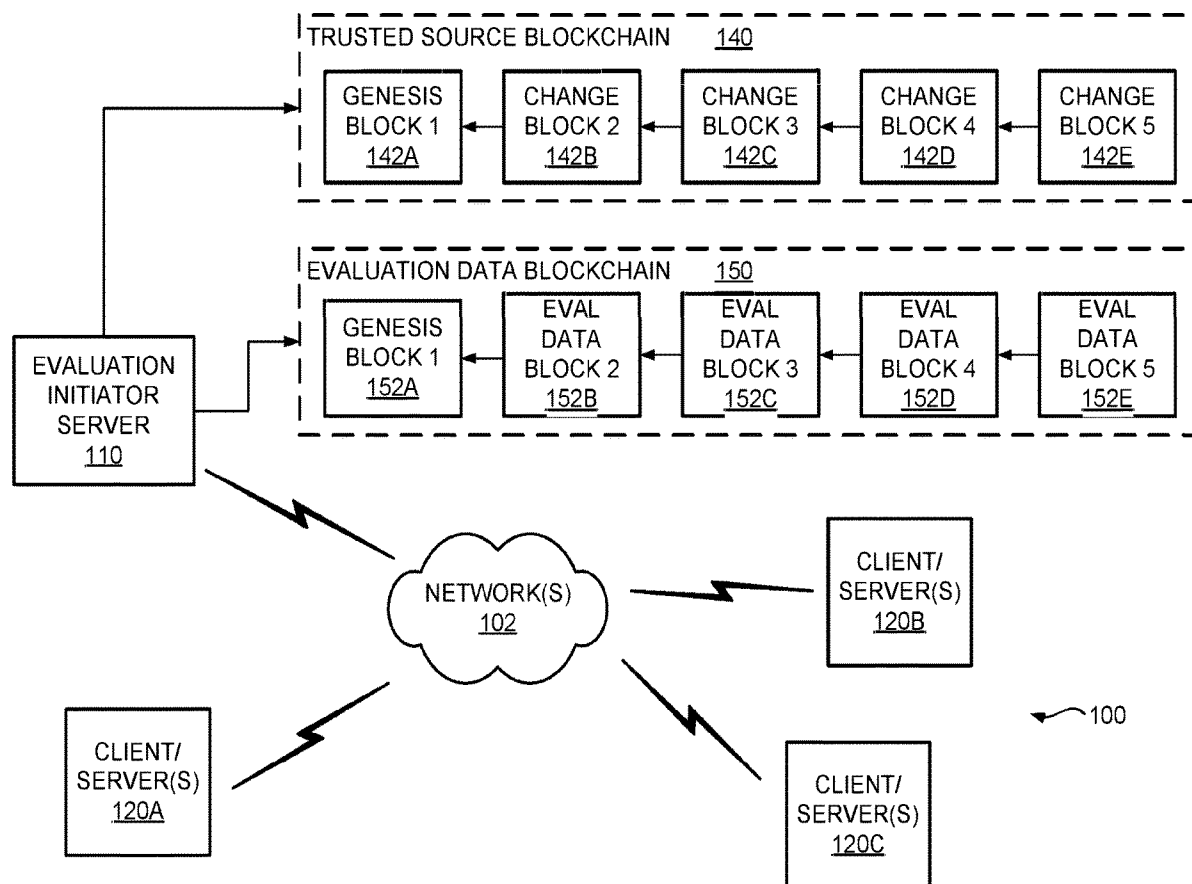 TRUSTED SOURCE BLOCKCHAIN 140
GENESIS
BLOCK 1
142A
CHANGE
BLOCK 2
142B
CHANGE
BLOCK 3
142C
CHANGE
BLOCK 4
142D
CHANGE
BLOCK 5
142E
EVALUATION DATA BLOCKCHAIN 150
GENESIS
BLOCK 1
152A
EVAL
DATA
BLOCK 2
152B
EVAL
DATA
BLOCK 3
152C
EVAL
DATA
BLOCK 4
152D
EVAL
DATA
BLOCK 5
152E
EVALUATION
INITIATOR
SERVER
110
NETWORK(S)
102
CLIENT/
SERVER(S)
120B
CLIENT/
SERVER(S)
120A
CLIENT/
SERVER(S)
120C
100